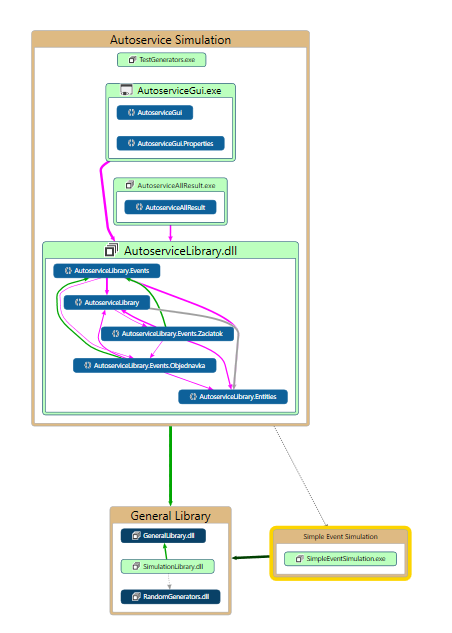 Autoservice Simulation
TestGenerators.exe
AutoserviceGui.exe
AutoserviceGui
AutoserviceGui.Properties
AutoserviceAllResult.exe
AutoserviceAllResult
AutoserviceLibrary.dll
AutoserviceLibrary.Events
AutoserviceLibrary
AutoserviceLibrary.Events.Zaciatok
AutoserviceLibrary.Events.Objednavka
AutoserviceLibrary.Entities
General Library
GeneralLibrary.dll
SimulationLibrary.dll
RandomGenerators.dll
Simple Event Simulation
SimpleEventSimulation.exe